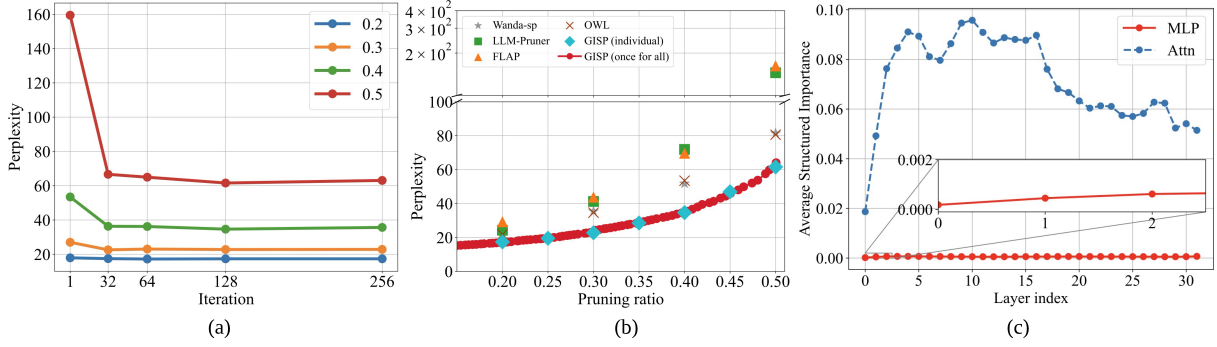 160
140
120
100
80
60
40
20
Perplexity
0.2
0.3
0.4
0.5
1
32
64
128
256
Iteration
(a)
4 × 10²
3 × 10²
2 × 10²
100
80
60
40
20
0
Perplexity
Wanda-sp
LLM-Pruner
FLAP
OWL
GISP (individual)
GISP (once for all)
0.20
0.25
0.30
0.35
0.40
0.45
0.50
Pruning ratio
(b)
0.10
0.08
0.06
0.04
0.02
0.00
Average Structured Importance
MLP
Attn
0.002
0.000
0
1
2
0
5
10
15
20
25
30
Layer index
(c)